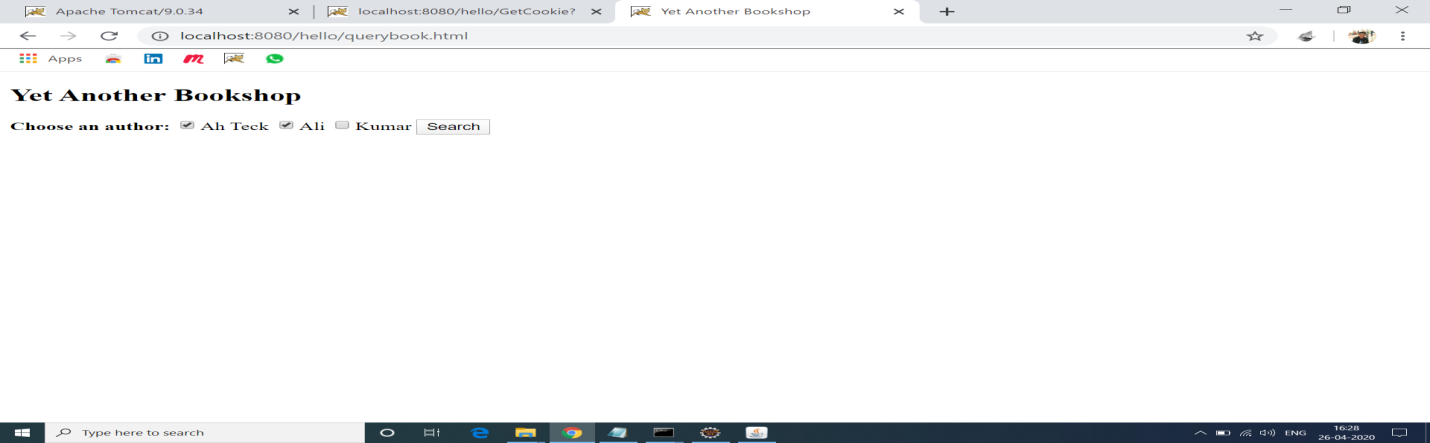 Apache Tomcat/9.0.34 localhost:8080/hello/GetCookie? Yet Another Bookshop
localhost:8080/hello/querybook.html
Apps
Yet Another Bookshop
Choose an author: Ah Teck Ali Kumar Search
Type here to search ENG 16:28
26-04-2020